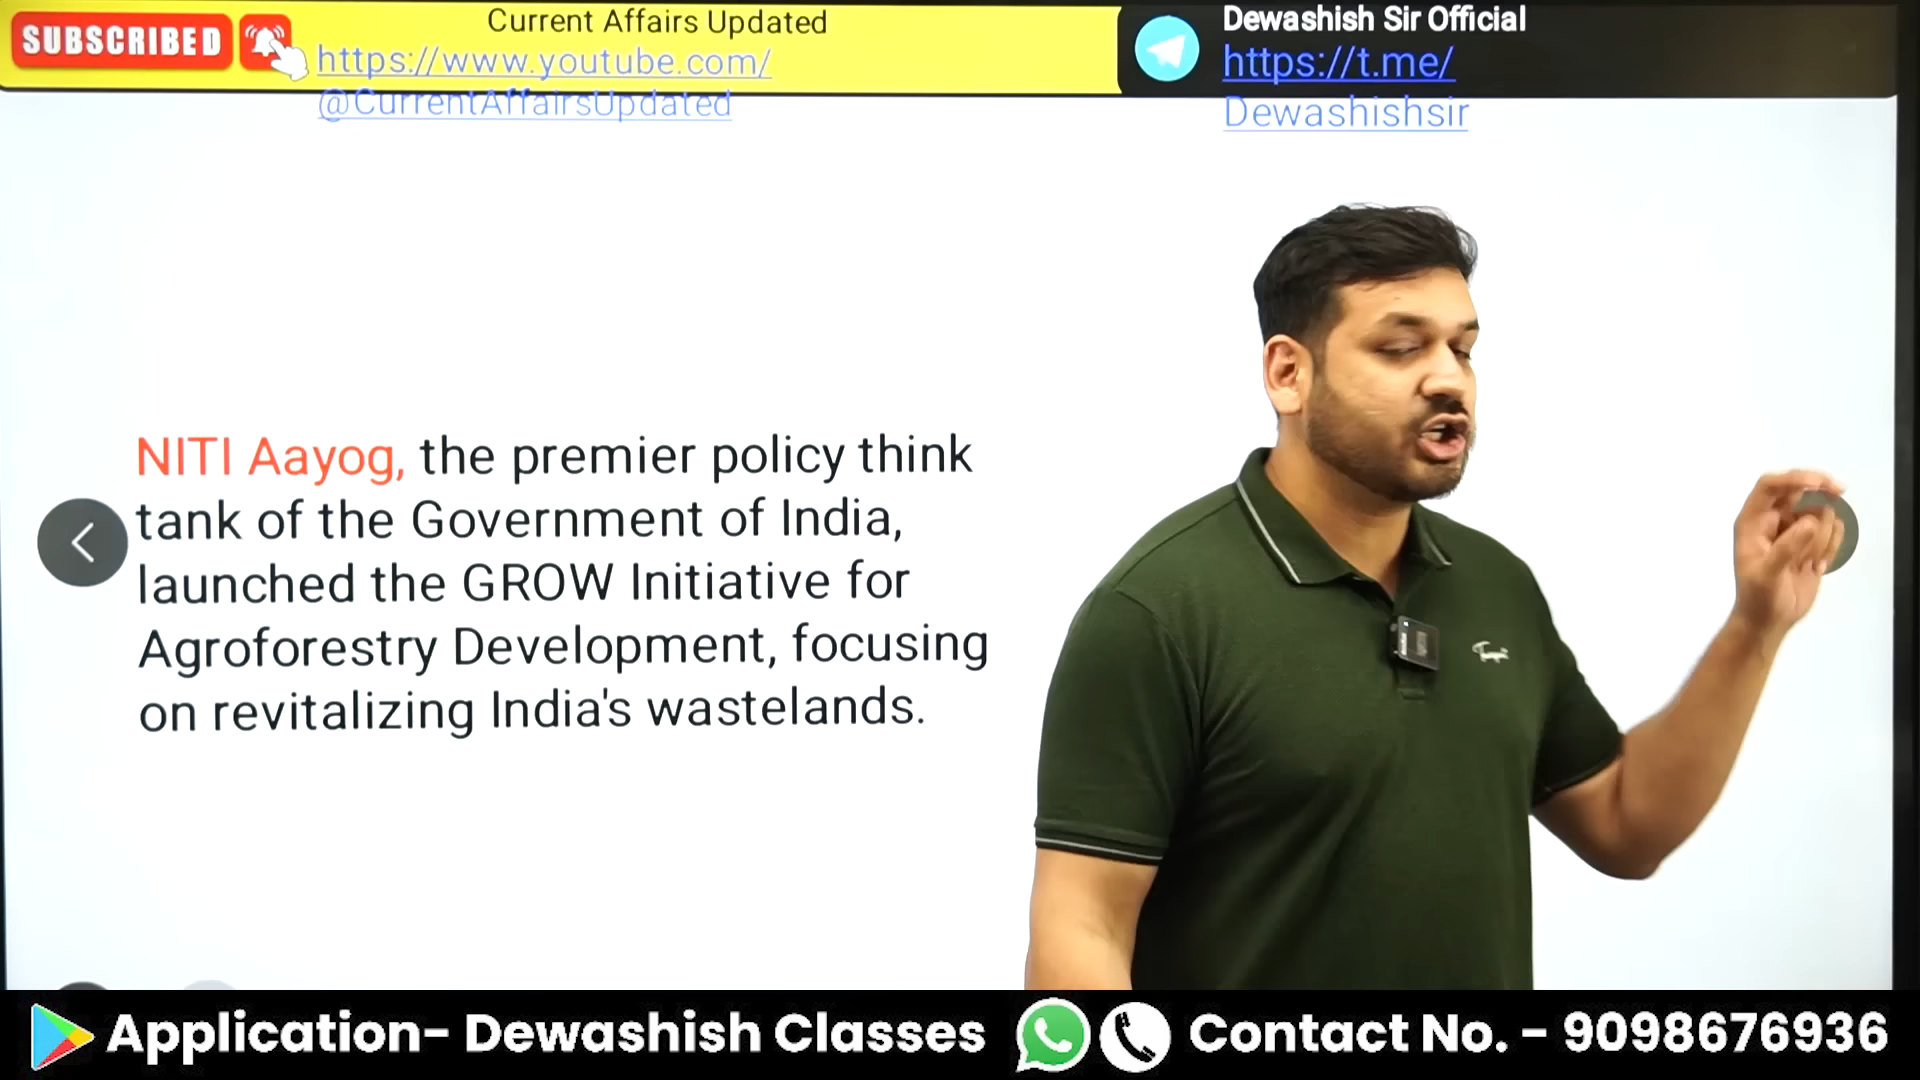 SUBSCRIBED
Current Affairs Updated
https://www.youtube.com/
@CurrentAffairsUpdated
Dewashish Sir Official
https://t.me/
Dewashishsir
NITI Aayog, the premier policy think
tank of the Government of India,
launched the GROW Initiative for
Agroforestry Development, focusing
on revitalizing India's wastelands.
Application- Dewashish Classes
Contact No. - 9098676936